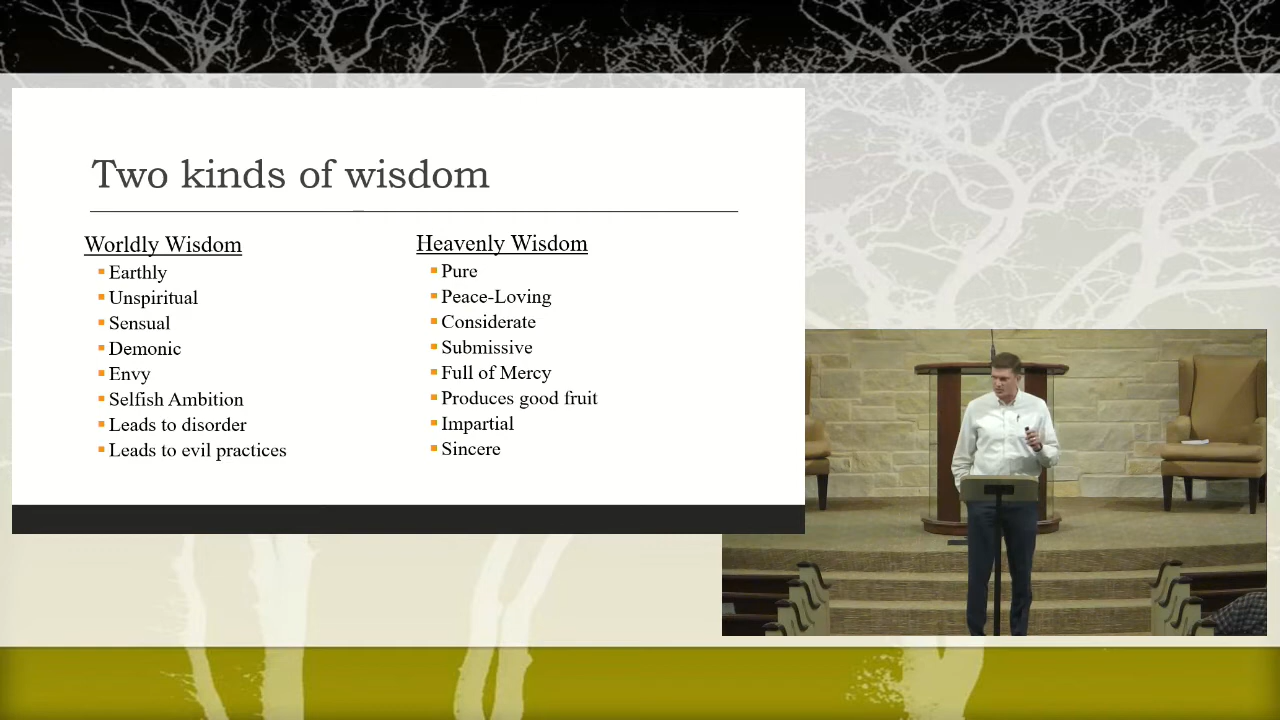 Two kinds of wisdom
Worldly Wisdom
Earthly
Unspiritual
Sensual
Demonic
Envy
Selfish Ambition
Leads to disorder
Leads to evil practices
Heavenly Wisdom
Pure
Peace-Loving
Considerate
Submissive
Full of Mercy
Produces good fruit
Impartial
Sincere